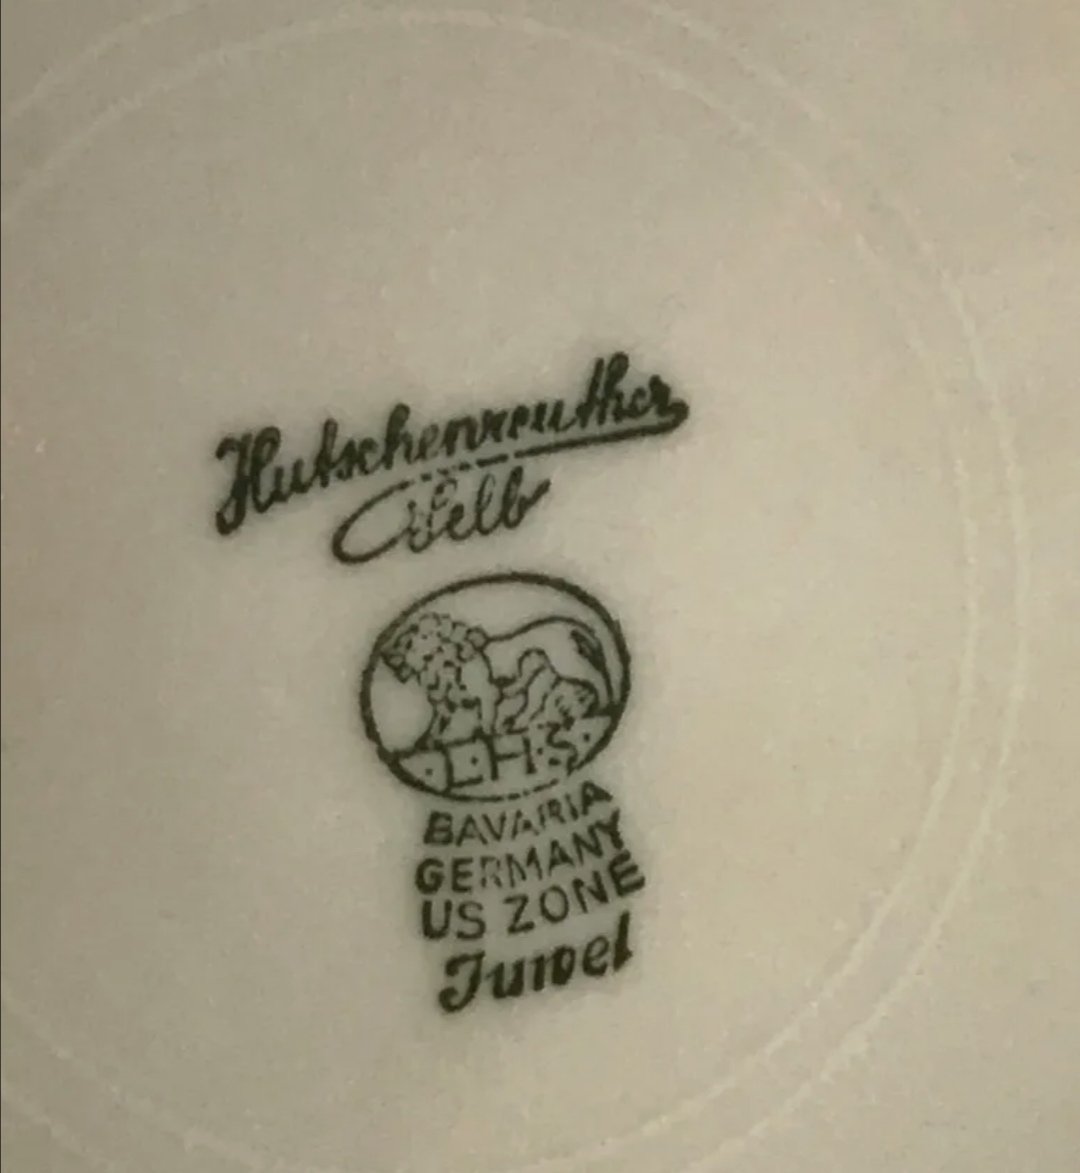 Hutschenreuther
Selb
L·H·S
BAVARIA
GERMANY
US ZONE
Juwel